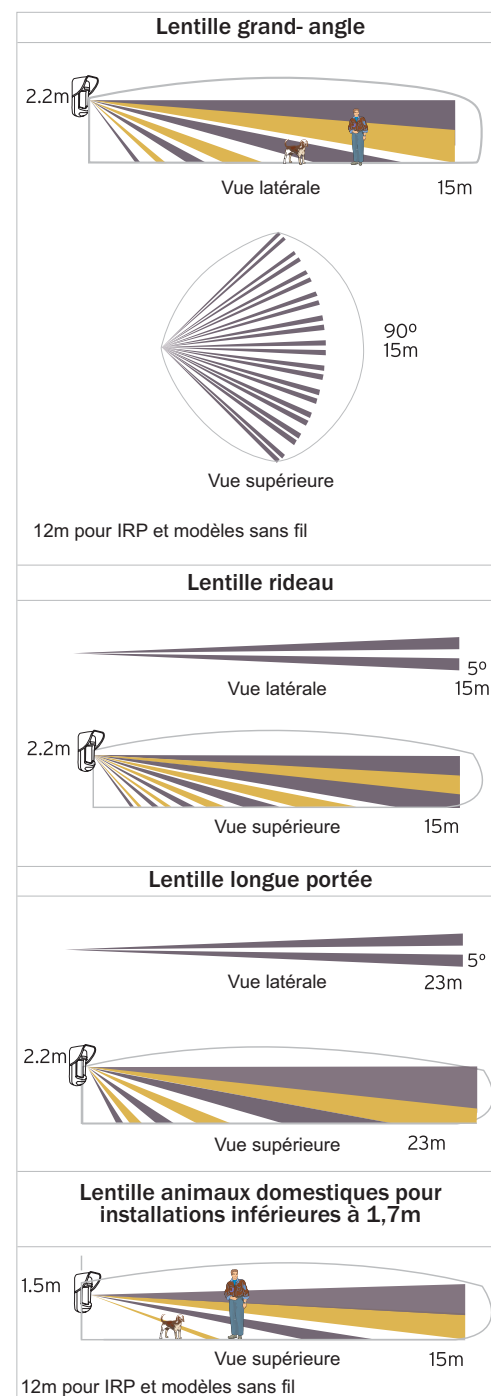 Lentille grand- angle
2.2m
Vue latérale
15m
90º
15m
Vue supérieure
12m pour IRP et modèles sans fil
Lentille rideau
5º
Vue latérale
15m
2.2m
Vue supérieure
15m
Lentille longue portée
5º
Vue latérale
23m
2.2m
Vue supérieure
23m
Lentille animaux domestiques pour
installations inférieures à 1,7m
1.5m
Vue supérieure
15m
12m pour IRP et modèles sans fil